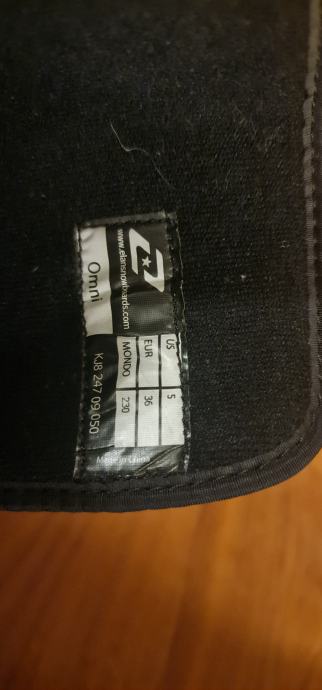 www.elansnowboards.com
Omni
US 5
EUR 36
MONDO 230
KJ8 247 09 050
Made in China